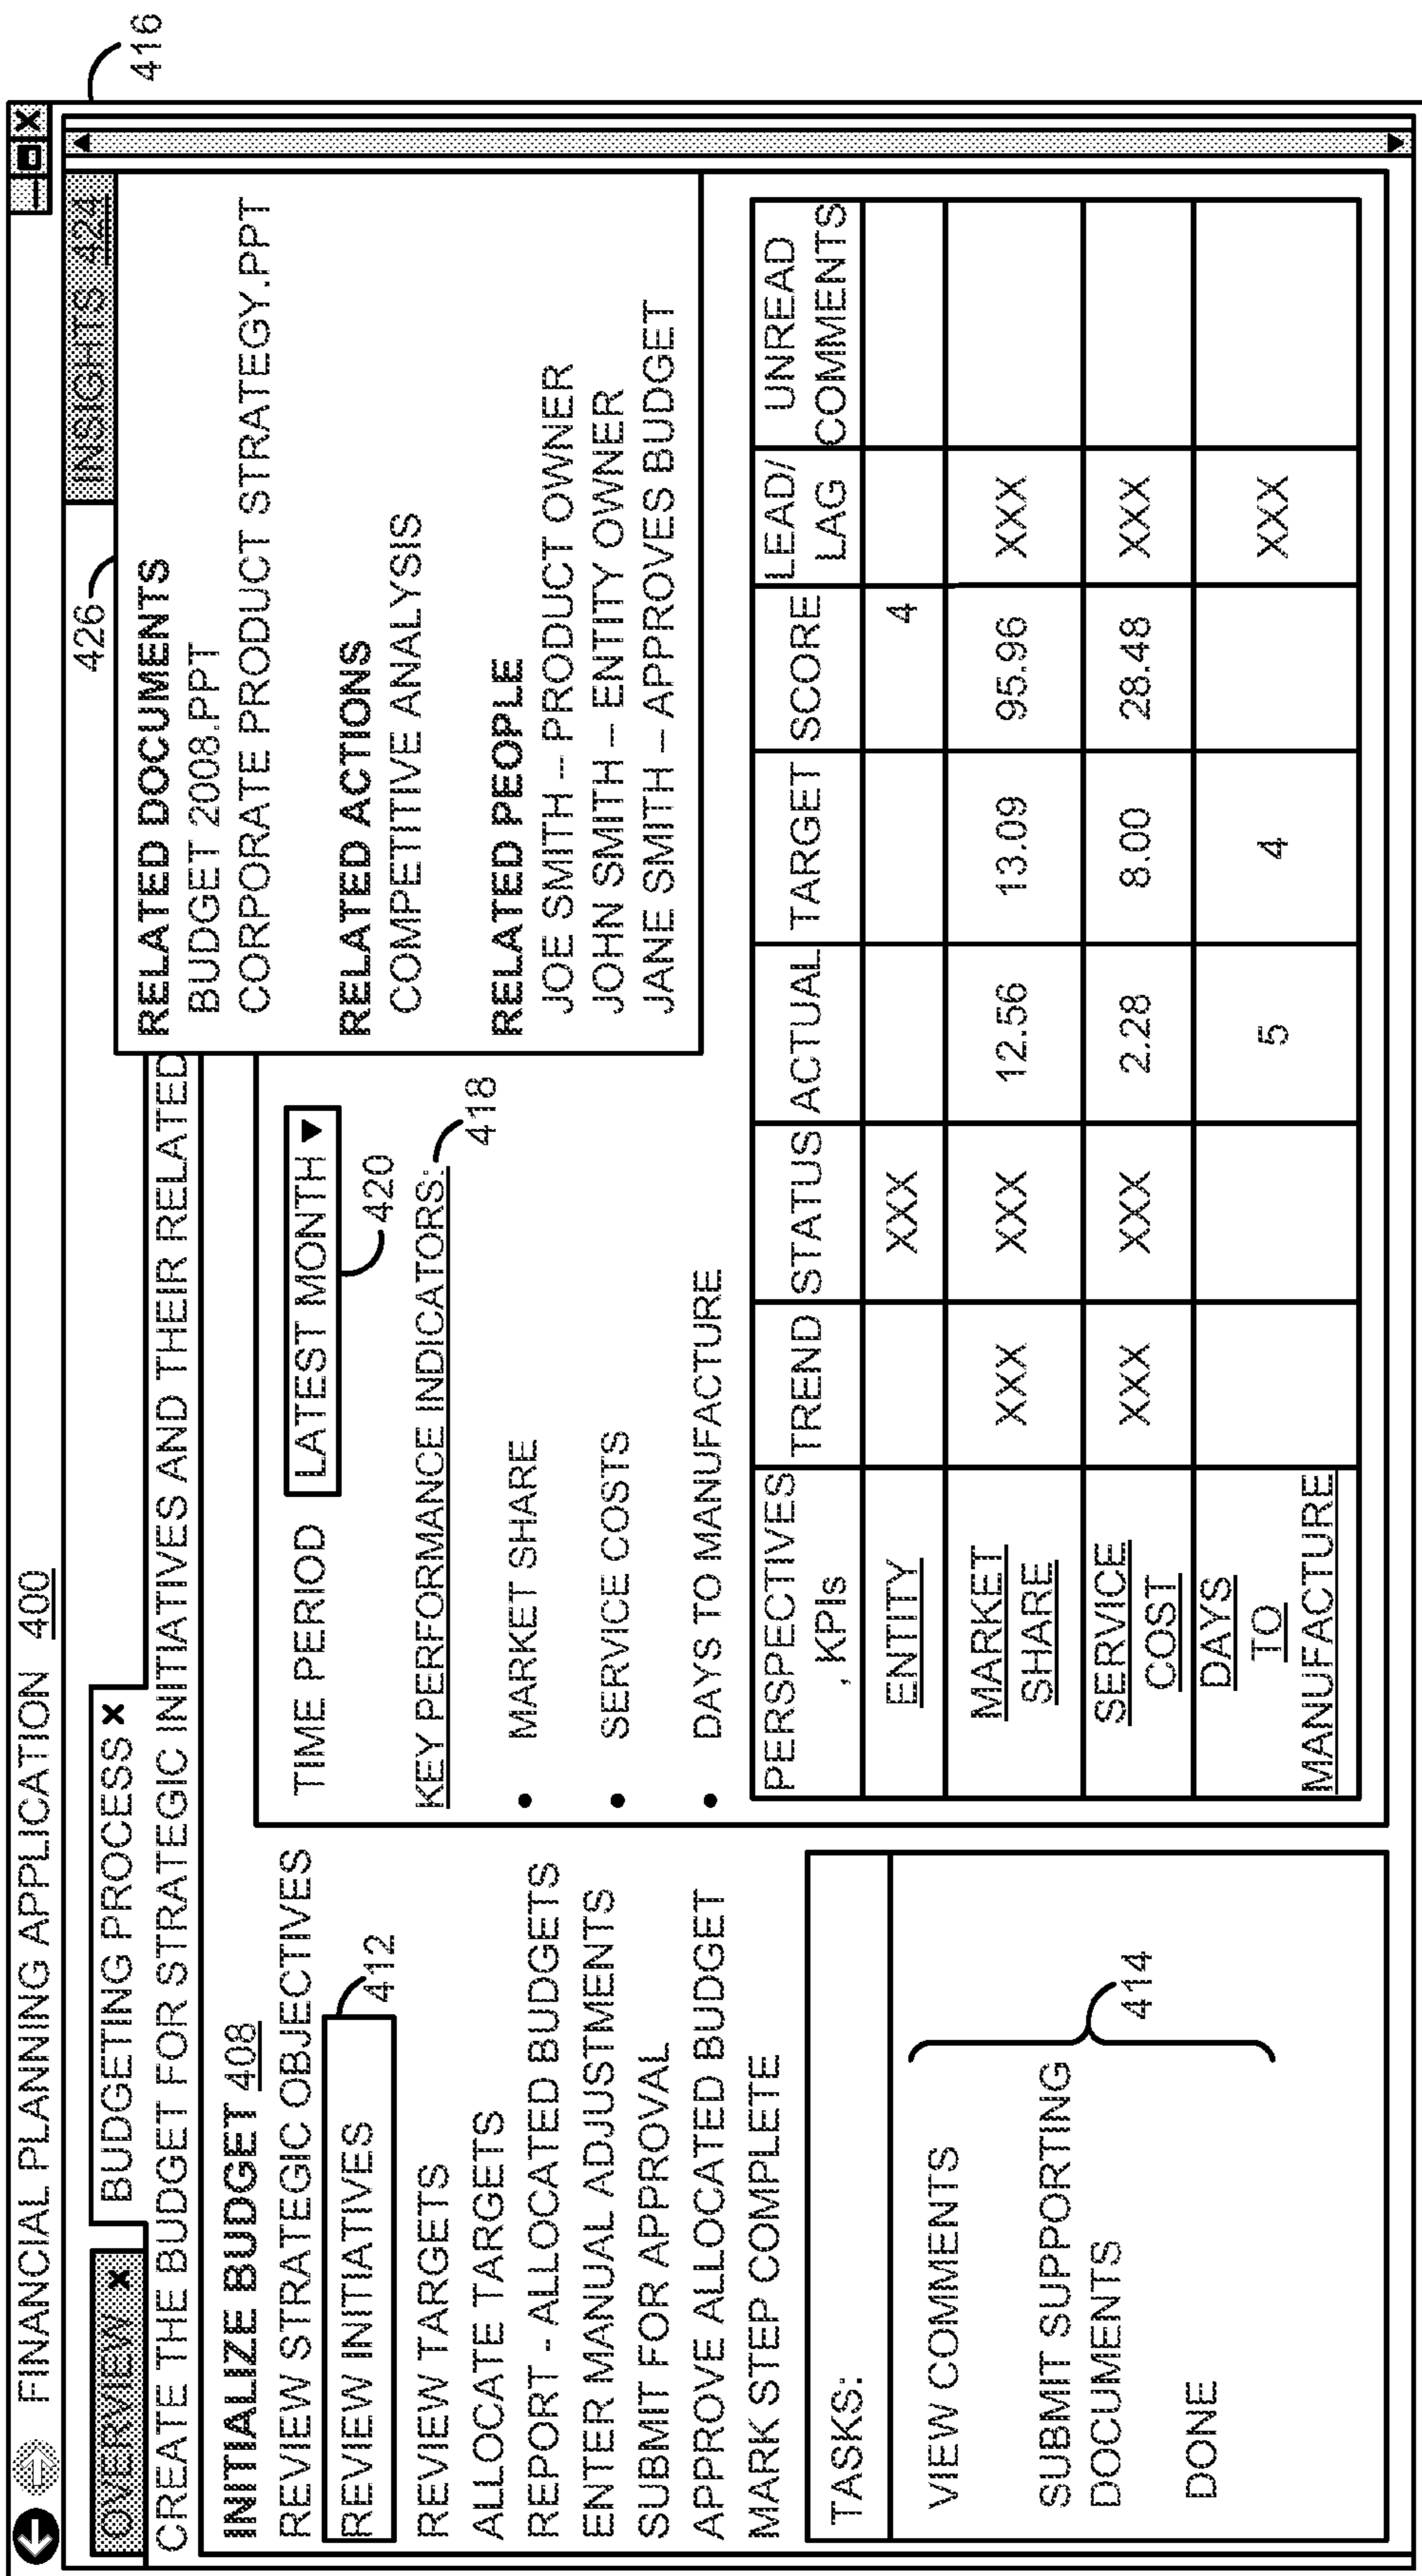 FINANCIAL PLANNING APPLICATION 400
416
OVERVIEW X
BUDGETING PROCESS X
426
INSIGHTS 424
CREATE THE BUDGET FOR STRATEGIC INITIATIVES AND THEIR RELATED
INITIALIZE BUDGET 408
REVIEW STRATEGIC OBJECTIVES
REVIEW INITIATIVES
412
REVIEW TARGETS
ALLOCATE TARGETS
REPORT - ALLOCATED BUDGETS
ENTER MANUAL ADJUSTMENTS
SUBMIT FOR APPROVAL
APPROVE ALLOCATED BUDGET
MARK STEP COMPLETE
TASKS:
VIEW COMMENTS
SUBMIT SUPPORTING
DOCUMENTS
DONE
414
TIME PERIOD LATEST MONTH
420
KEY PERFORMANCE INDICATORS:
418
• MARKET SHARE
• SERVICE COSTS
• DAYS TO MANUFACTURE
RELATED DOCUMENTS
BUDGET 2008.PPT
CORPORATE PRODUCT STRATEGY.PPT
RELATED ACTIONS
COMPETITIVE ANALYSIS
RELATED PEOPLE
JOE SMITH – PRODUCT OWNER
JOHN SMITH – ENTITY OWNER
JANE SMITH – APPROVES BUDGET
PERSPECTIVES
, KPIs
TREND STATUS ACTUAL TARGET SCORE
LEAD/
LAG
UNREAD
COMMENTS
ENTITY XXX 4
MARKET
SHARE
XXX XXX 12.56 13.09 95.96 XXX
SERVICE
COST
XXX XXX 2.28 8.00 28.48 XXX
DAYS
TO
MANUFACTURE
5 4 XXX